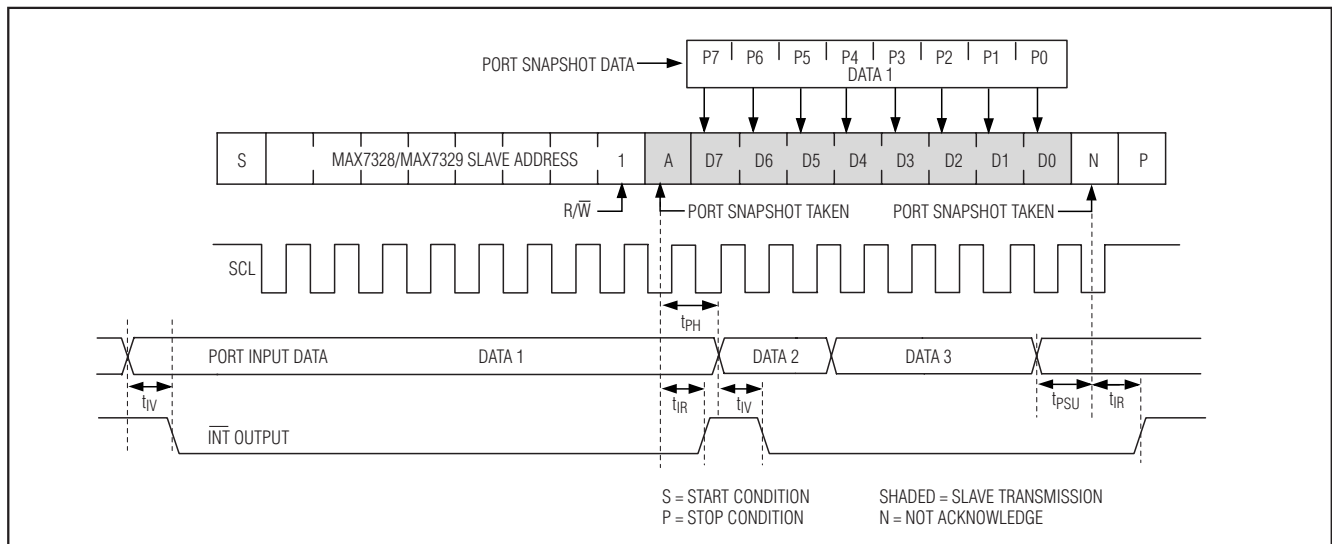 P7 P6 P5 P4 P3 P2 P1 P0
PORT SNAPSHOT DATA
DATA 1
S MAX7328/MAX7329 SLAVE ADDRESS 1 A D7 D6 D5 D4 D3 D2 D1 D0 N P
R/W̅ PORT SNAPSHOT TAKEN PORT SNAPSHOT TAKEN
SCL
tPH
PORT INPUT DATA DATA 1 DATA 2 DATA 3
tIV tIR tIV tPSU tIR
I̅N̅T̅ OUTPUT
S = START CONDITION SHADED = SLAVE TRANSMISSION
P = STOP CONDITION N = NOT ACKNOWLEDGE